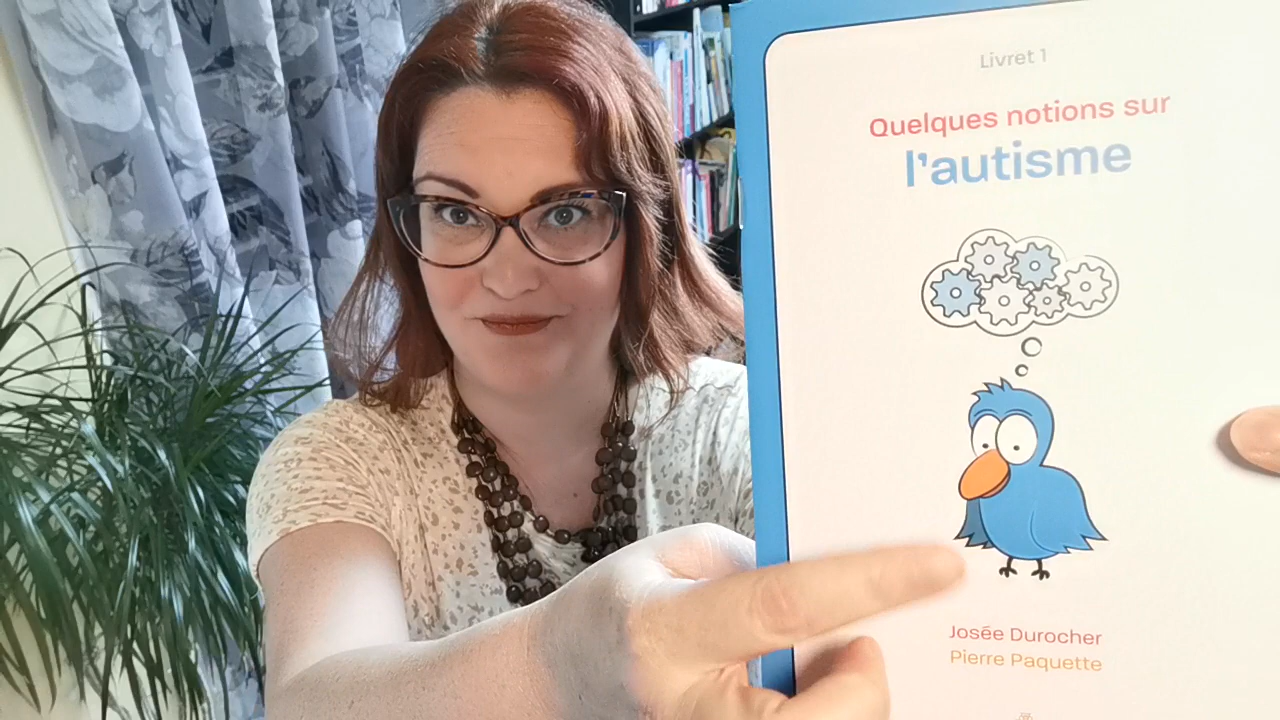 Livret 1
Quelques notions sur
l'autisme
Josée Durocher
Pierre Paquette